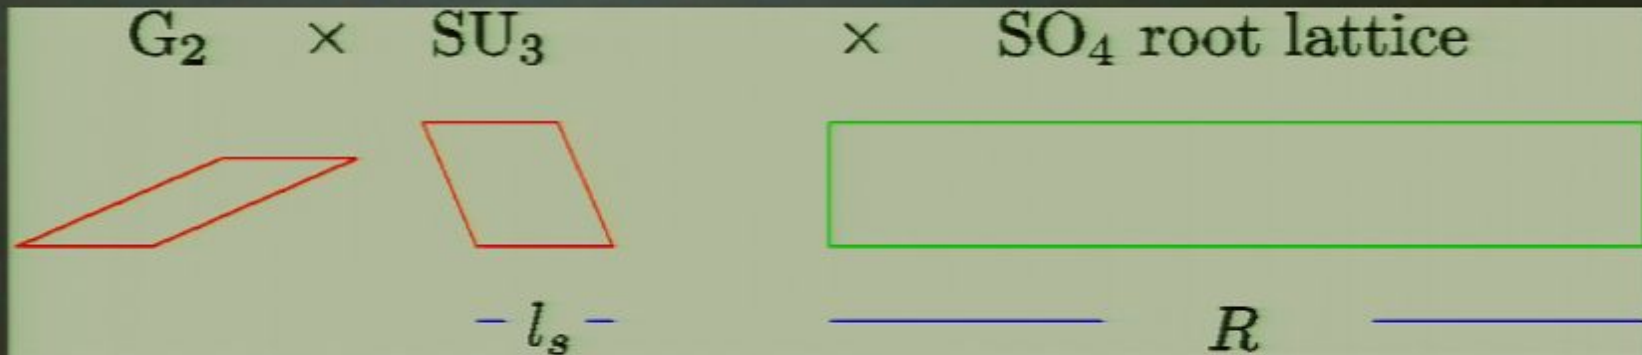 G₂ × SU₃ × SO₄ root lattice
lₛ R